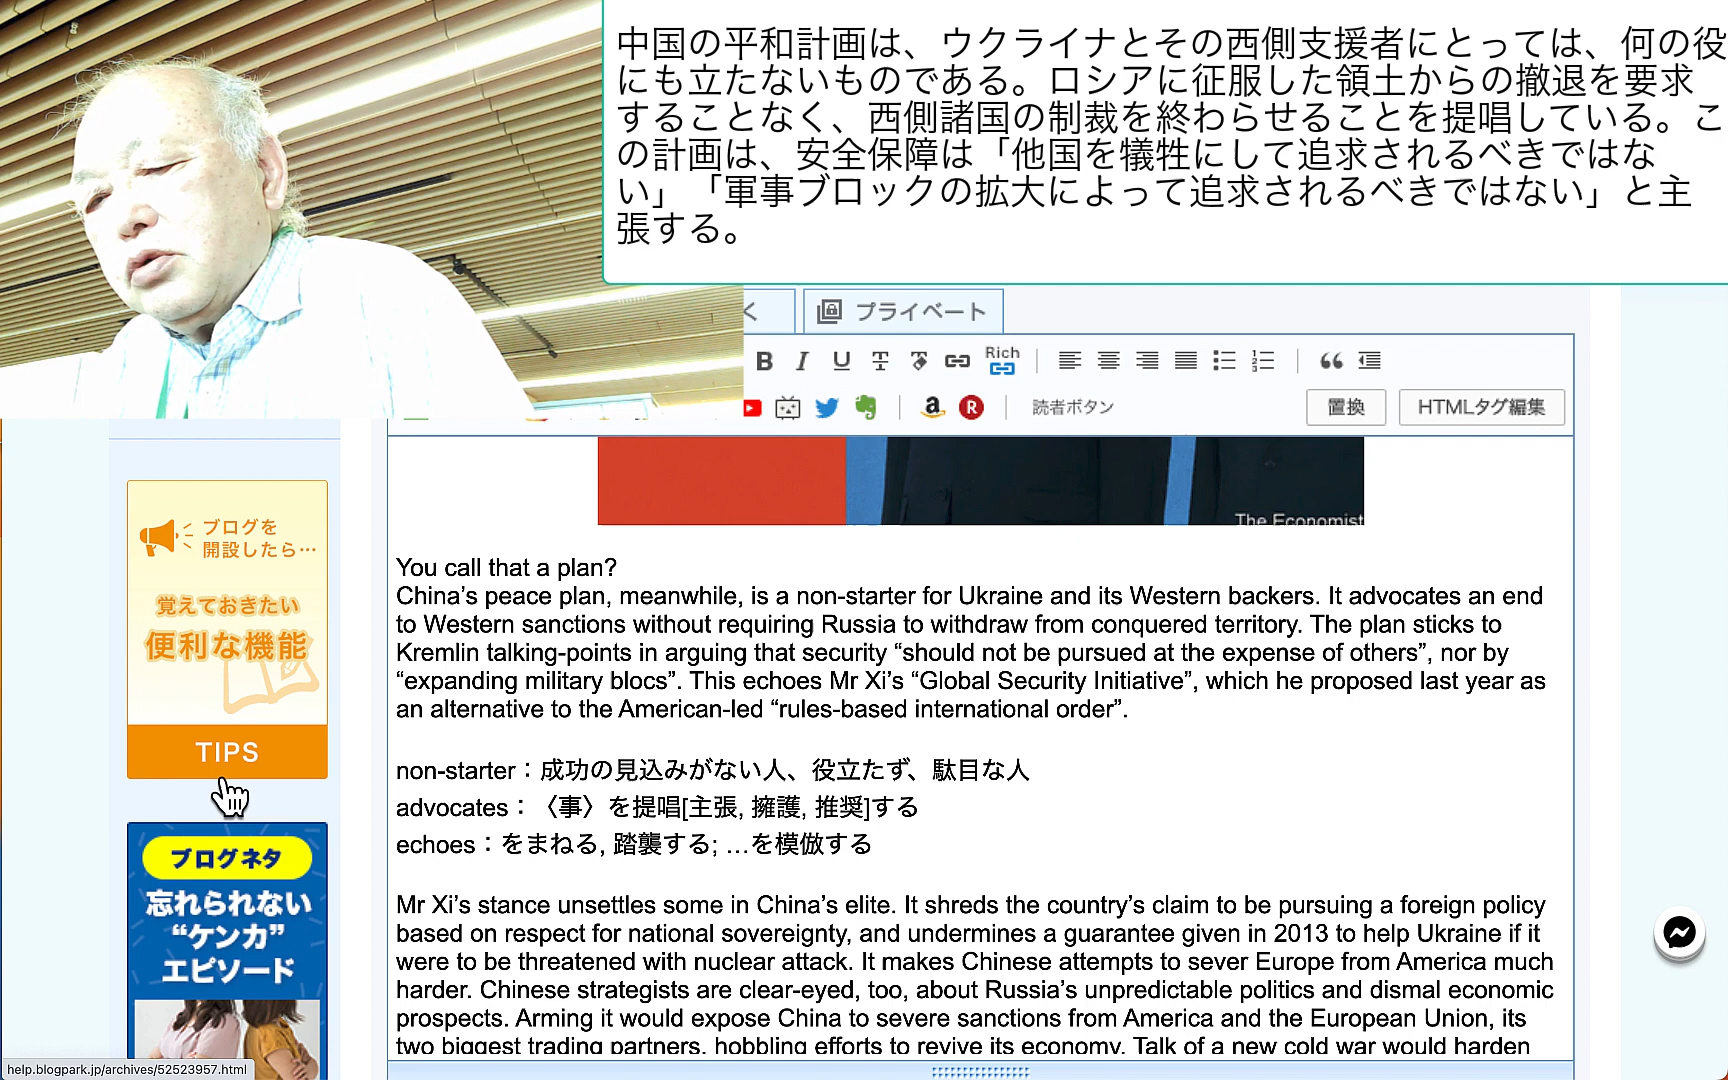 中国の平和計画は、ウクライナとその西側支援者にとっては、何の役
にも立たないものである。ロシアに征服した領土からの撤退を要求
することなく、西側諸国の制裁を終わらせることを提唱している。こ
の計画は、安全保障は「他国を犠牲にして追求されるべきではな
い」「軍事ブロックの拡大によって追求されるべきではない」と主
張する。
く
プライベート
B I U T Rich
a R 読者ボタン 置換 HTMLタグ編集
The Economist
You call that a plan?
China’s peace plan, meanwhile, is a non-starter for Ukraine and its Western backers. It advocates an end
to Western sanctions without requiring Russia to withdraw from conquered territory. The plan sticks to
Kremlin talking-points in arguing that security “should not be pursued at the expense of others”, nor by
“expanding military blocs”. This echoes Mr Xi’s “Global Security Initiative”, which he proposed last year as
an alternative to the American-led “rules-based international order”.
non-starter：成功の見込みがない人、役立たず、駄目な人
advocates：〈事〉を提唱[主張, 擁護, 推奨]する
echoes：をまねる, 踏襲する; …を模倣する
Mr Xi’s stance unsettles some in China’s elite. It shreds the country’s claim to be pursuing a foreign policy
based on respect for national sovereignty, and undermines a guarantee given in 2013 to help Ukraine if it
were to be threatened with nuclear attack. It makes Chinese attempts to sever Europe from America much
harder. Chinese strategists are clear-eyed, too, about Russia’s unpredictable politics and dismal economic
prospects. Arming it would expose China to severe sanctions from America and the European Union, its
two biggest trading partners, hobbling efforts to revive its economy. Talk of a new cold war would harden
ブログを
開設したら…
覚えておきたい
便利な機能
TIPS
ブログネタ
忘れられない
“ケンカ”
エピソード
help.blogpark.jp/archives/52523957.html